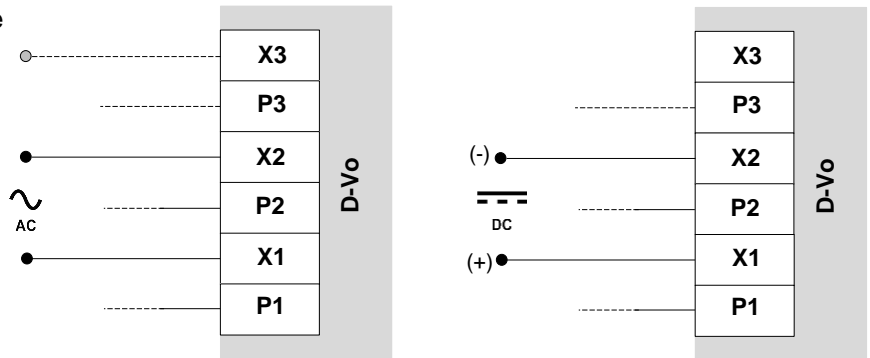 e
X3
P3
X2
P2
X1
P1
AC
D-Vo
X3
P3
X2
P2
X1
P1
(-)
DC
(+)
D-Vo